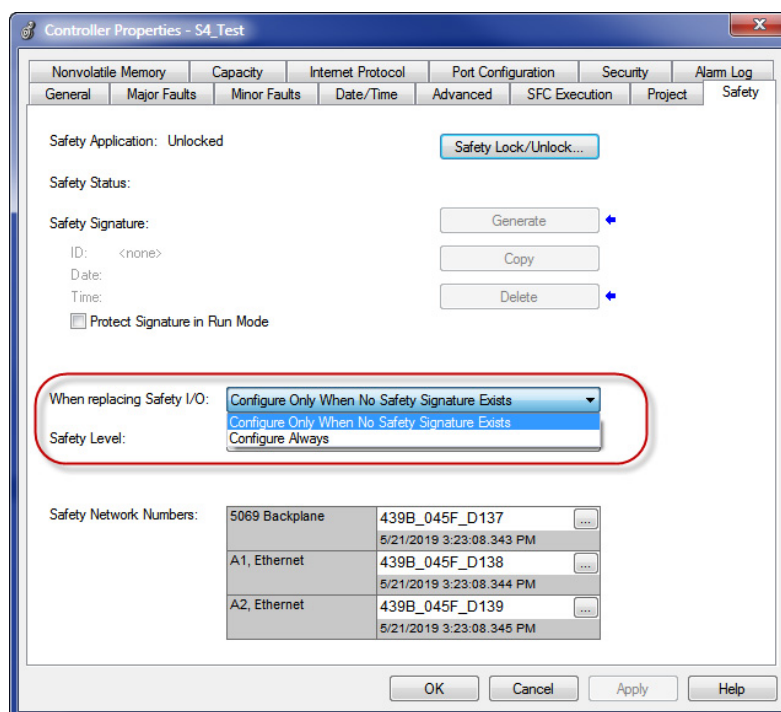 Controller Properties - S4_Test
Nonvolatile Memory Capacity Internet Protocol Port Configuration Security Alarm Log
General Major Faults Minor Faults Date/Time Advanced SFC Execution Project Safety
Safety Application: Unlocked
Safety Lock/Unlock...
Safety Status:
Safety Signature:
Generate
ID: <none>
Copy
Date:
Time:
Delete
Protect Signature in Run Mode
When replacing Safety I/O: Configure Only When No Safety Signature Exists
Configure Only When No Safety Signature Exists
Safety Level: Configure Always
Safety Network Numbers: 5069 Backplane 439B_045F_D137 ...
5/21/2019 3:23:08.343 PM
A1, Ethernet 439B_045F_D138 ...
5/21/2019 3:23:08.344 PM
A2, Ethernet 439B_045F_D139 ...
5/21/2019 3:23:08.345 PM
OK Cancel Apply Help